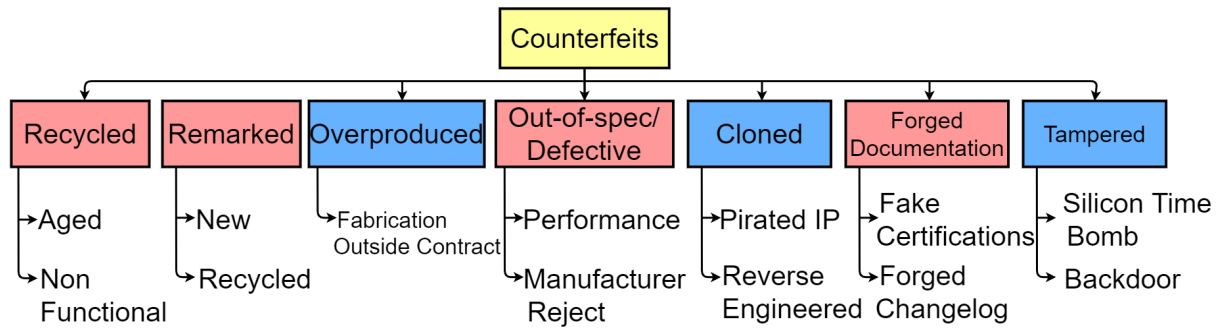 Counterfeits
Recycled
Aged
Non
Functional
Remarked
New
Recycled
Overproduced
Fabrication
Outside Contract
Out-of-spec/
Defective
Performance
Manufacturer
Reject
Cloned
Pirated IP
Reverse
Engineered
Forged
Documentation
Fake
Certifications
Forged
Changelog
Tampered
Silicon Time
Bomb
Backdoor